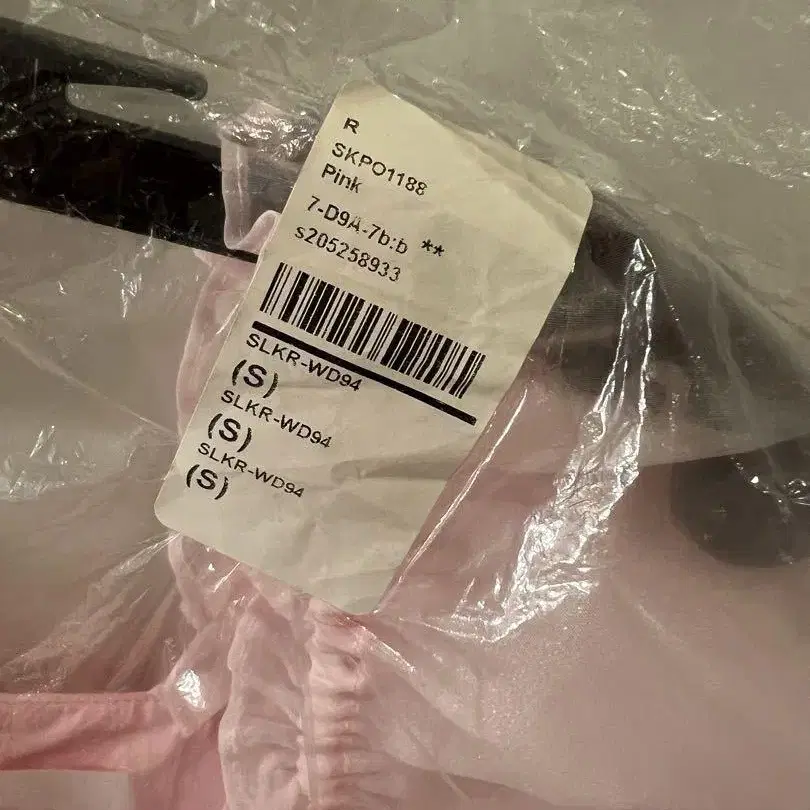 R
SKPO1188
Pink
7-D9A-7b:b **
s205258933
SLKR-WD94
(S)
SLKR-WD94
(S)
SLKR-WD94
(S)